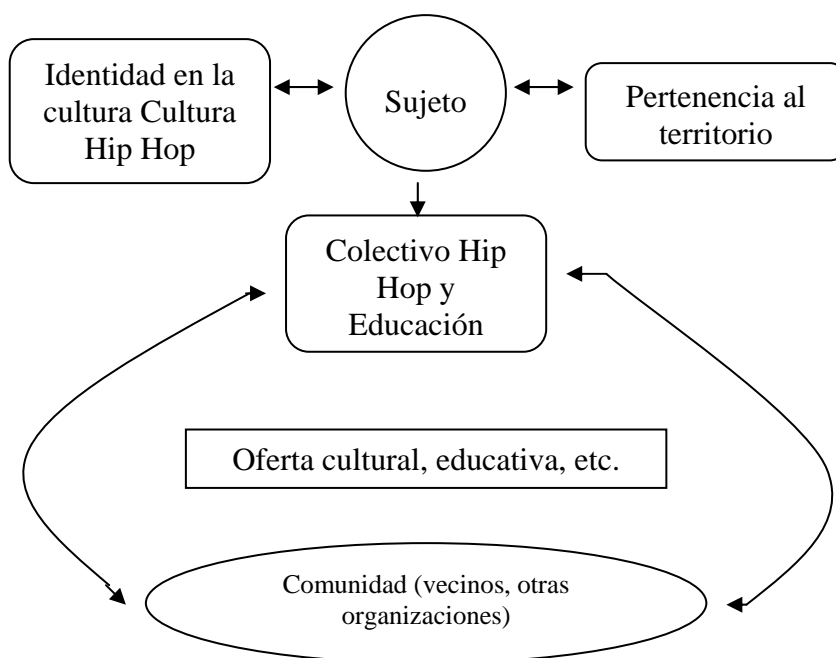 Identidad en la
cultura Cultura
Hip Hop
Sujeto
Pertenencia al
territorio
Colectivo Hip
Hop y
Educación
Oferta cultural, educativa, etc.
Comunidad (vecinos, otras
organizaciones)